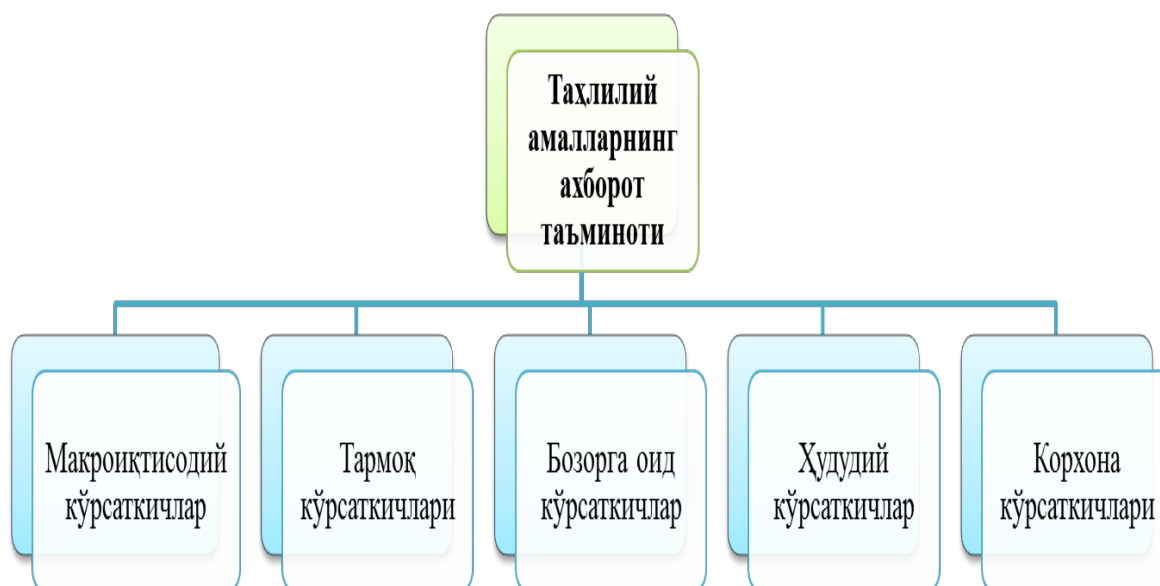 Таҳлилий
амалларнинг
ахборот
таъминоти
Макроиқтисодий
кўрсаткичлар
Тармоқ
кўрсаткичлари
Бозорга оид
кўрсаткичлар
Ҳудудий
кўрсаткичлар
Корхона
кўрсаткичлари